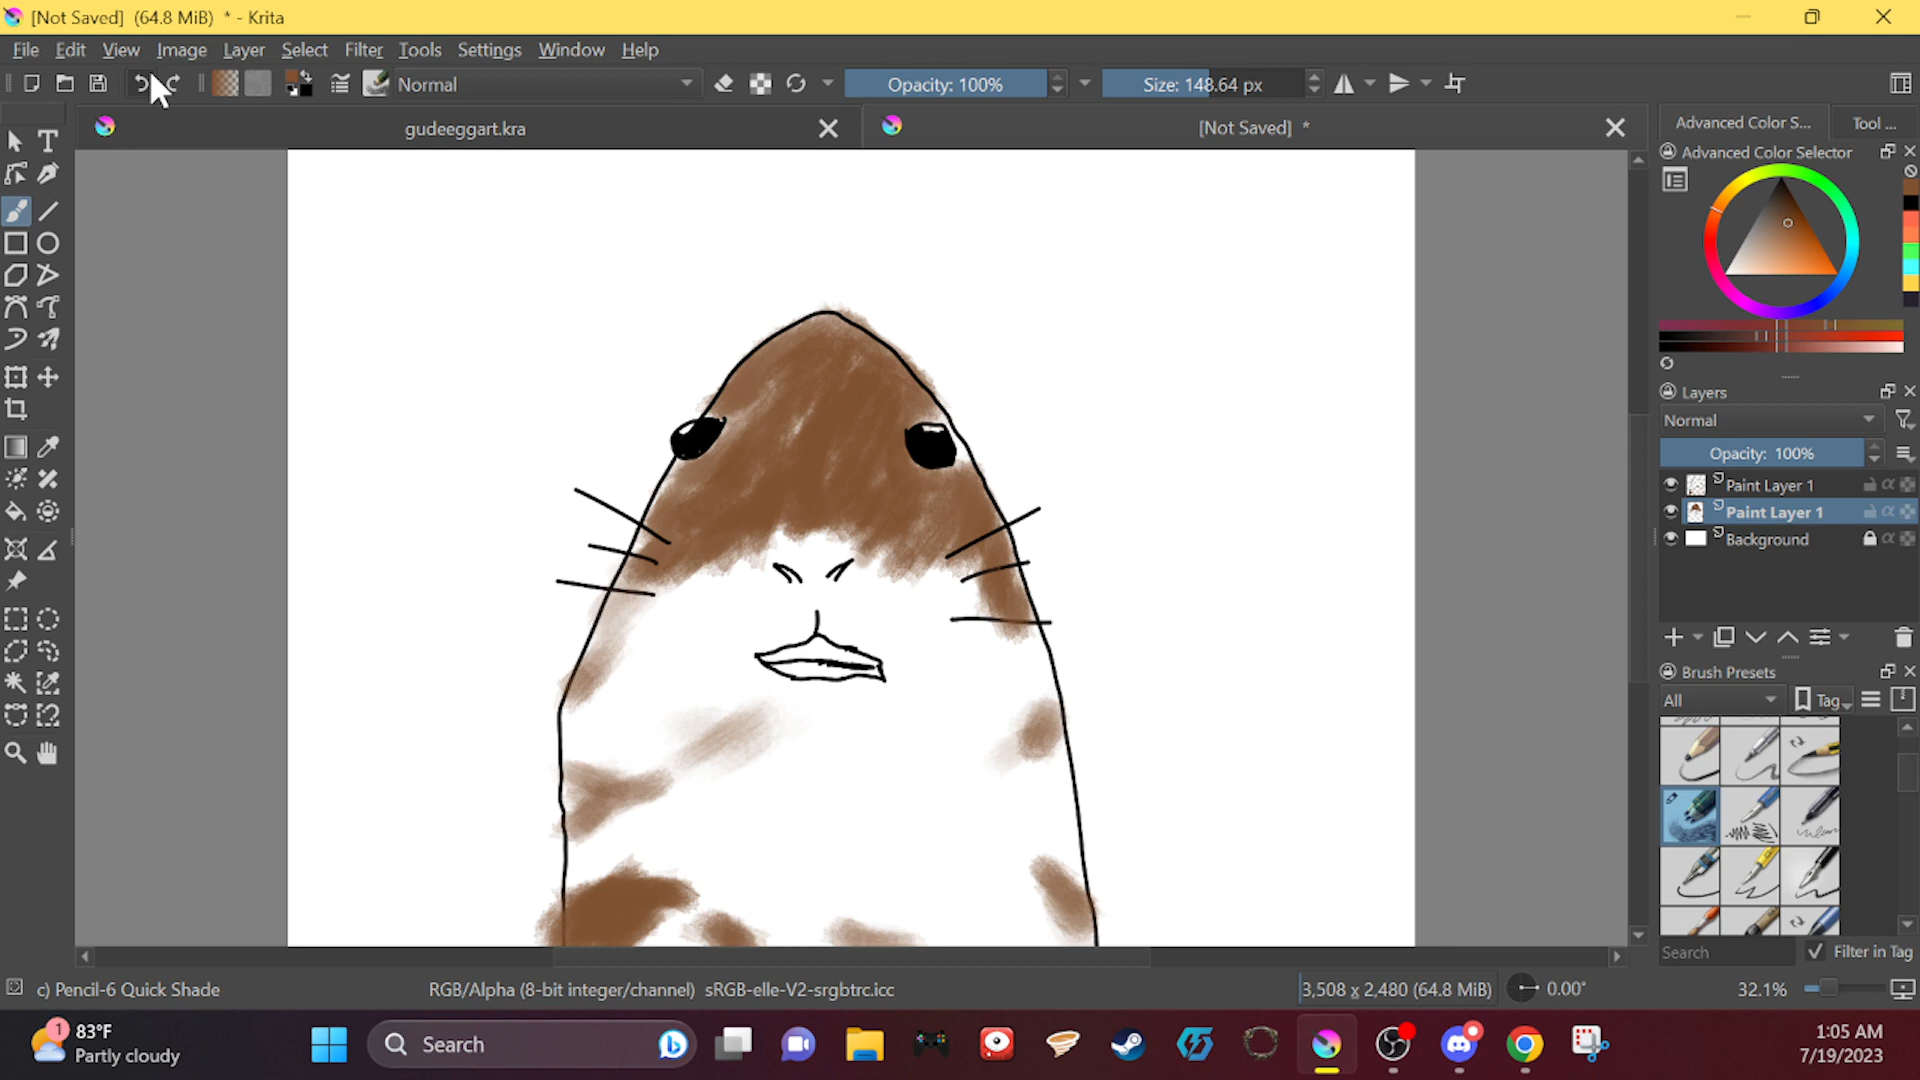 [Not Saved] (64.8 MiB) * - Krita
File Edit View Image Layer Select Filter Tools Settings Window Help
Normal
Opacity: 100%
Size: 148.64 px
gudeeggart.kra
[Not Saved] *
Advanced Color S...
Tool ...
Advanced Color Selector
Layers
Normal
Opacity: 100%
Paint Layer 1
Paint Layer 1
Background
Brush Presets
All
Tag
Search
Filter in Tag
c) Pencil-6 Quick Shade
RGB/Alpha (8-bit integer/channel) sRGB-elle-V2-srgbtrc.icc
3,508 x 2,480 (64.8 MiB)
0.00°
32.1%
1
83°F
Partly cloudy
Search
1:05 AM
7/19/2023